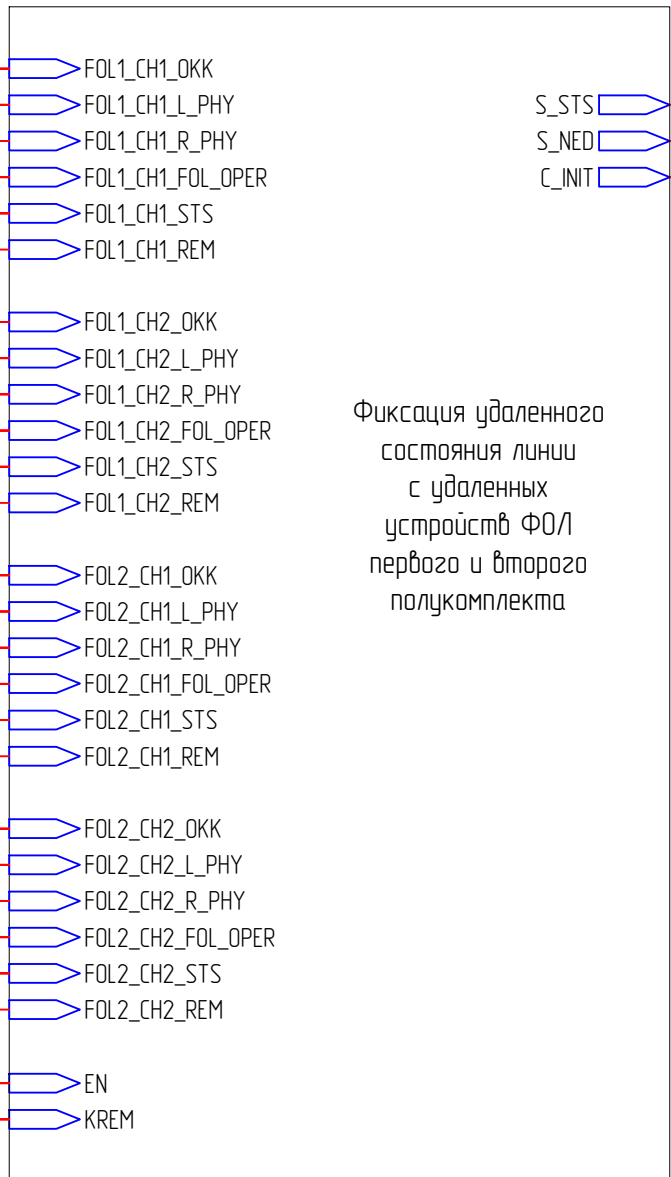 FOL1_CH1_OKK
FOL1_CH1_L_PHY
FOL1_CH1_R_PHY
FOL1_CH1_FOL_OPER
FOL1_CH1_STS
FOL1_CH1_REM
FOL1_CH2_OKK
FOL1_CH2_L_PHY
FOL1_CH2_R_PHY
FOL1_CH2_FOL_OPER
FOL1_CH2_STS
FOL1_CH2_REM
FOL2_CH1_OKK
FOL2_CH1_L_PHY
FOL2_CH1_R_PHY
FOL2_CH1_FOL_OPER
FOL2_CH1_STS
FOL2_CH1_REM
FOL2_CH2_OKK
FOL2_CH2_L_PHY
FOL2_CH2_R_PHY
FOL2_CH2_FOL_OPER
FOL2_CH2_STS
FOL2_CH2_REM
EN
KREM
S_STS
S_NED
C_INIT
Фиксация удаленного
состояния линии
с удаленных
устройств ФОЛ
первого и второго
полукомплекта